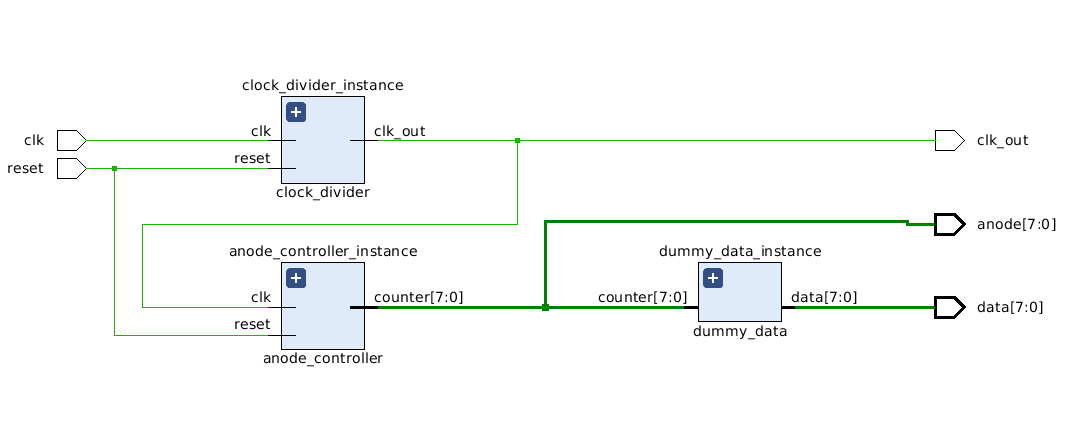 clock_divider_instance
clk
clk
clk_out
clk_out
reset
reset
clock_divider
anode[7:0]
anode_controller_instance
dummy_data_instance
clk
counter[7:0]
counter[7:0]
data[7:0]
data[7:0]
reset
dummy_data
anode_controller